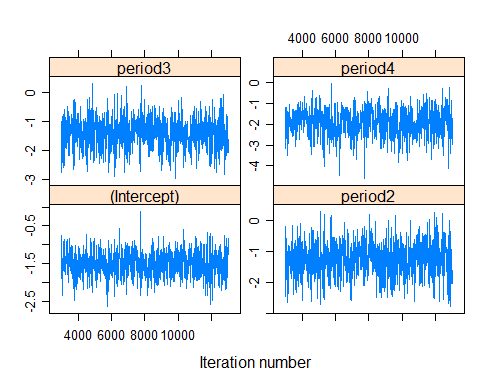 4000 6000 8000 10000
period3 period4
0 -1 -2 -3
0 -1 -2 -3 -4
(Intercept) period2
-0.5 -1.5 -2.5
0 -1 -2
4000 6000 8000 10000
Iteration number